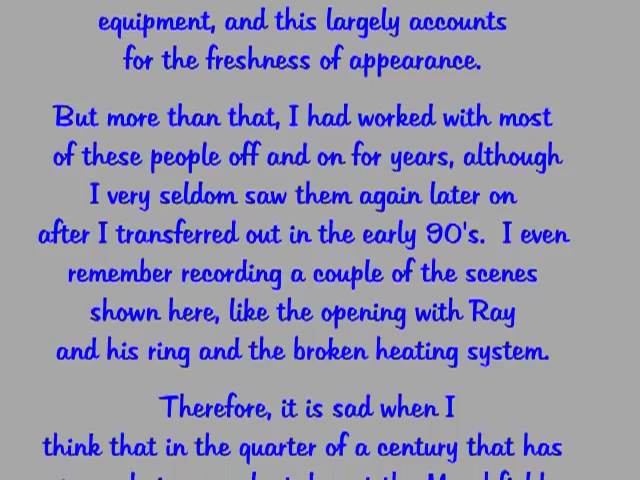 equipment, and this largely accounts
for the freshness of appearance.
But more than that, I had worked with most
of these people off and on for years, although
I very seldom saw them again later on
after I transferred out in the early 90's. I even
remember recording a couple of the scenes
shown here, like the opening with Ray
and his ring and the broken heating system.
Therefore, it is sad when I
think that in the quarter of a century that has